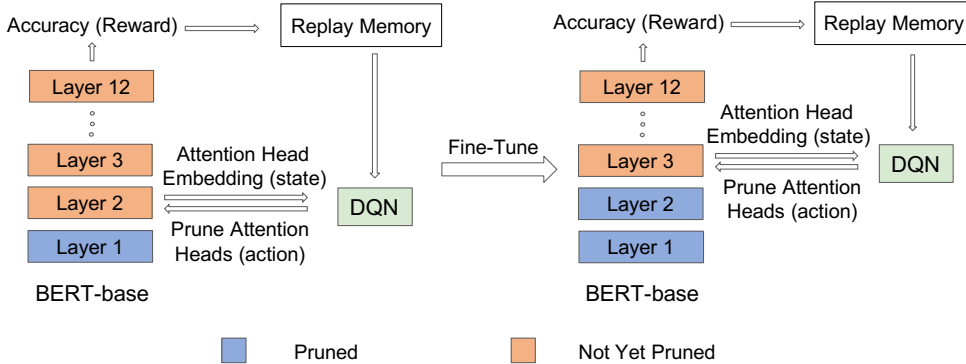 Accuracy (Reward)
Replay Memory
Layer 12
Layer 3
Layer 2
Layer 1
BERT-base
Attention Head
Embedding (state)
Prune Attention
Heads (action)
DQN
Fine-Tune
Accuracy (Reward)
Replay Memory
Layer 12
Layer 3
Layer 2
Layer 1
BERT-base
Attention Head
Embedding (state)
Prune Attention
Heads (action)
DQN
Pruned
Not Yet Pruned